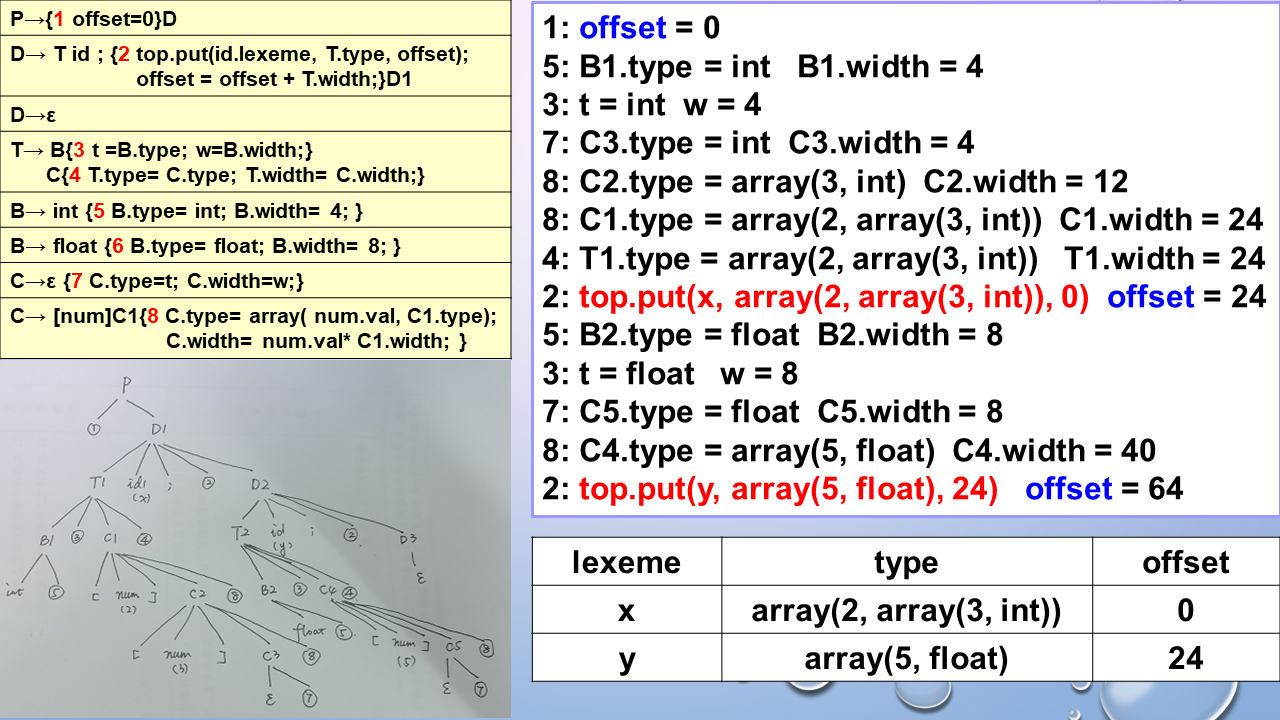 P→{1 offset=0}D
D→ T id ; {2 top.put(id.lexeme, T.type, offset);
offset = offset + T.width;}D1
D→ε
T→ B{3 t =B.type; w=B.width;}
C{4 T.type= C.type; T.width= C.width;}
B→ int {5 B.type= int; B.width= 4; }
B→ float {6 B.type= float; B.width= 8; }
C→ε {7 C.type=t; C.width=w;}
C→ [num]C1{8 C.type= array( num.val, C1.type);
C.width= num.val* C1.width; }
P
① D1
T1 id1 ; ② D2
(x)
B1 ③ C1 ④ T2 id ; ② D3
(y)
int ⑤ [ num ] C2 ⑧ B2 ③ C4 ④ ε
(2)
float ⑤ [ num ] C5 ⑧
(5)
[ num ] C3 ⑧
(3)
ε ⑦ ε ⑦
1: offset = 0
5: B1.type = int B1.width = 4
3: t = int w = 4
7: C3.type = int C3.width = 4
8: C2.type = array(3, int) C2.width = 12
8: C1.type = array(2, array(3, int)) C1.width = 24
4: T1.type = array(2, array(3, int)) T1.width = 24
2: top.put(x, array(2, array(3, int)), 0) offset = 24
5: B2.type = float B2.width = 8
3: t = float w = 8
7: C5.type = float C5.width = 8
8: C4.type = array(5, float) C4.width = 40
2: top.put(y, array(5, float), 24) offset = 64
lexeme type offset
x array(2, array(3, int)) 0
y array(5, float) 24